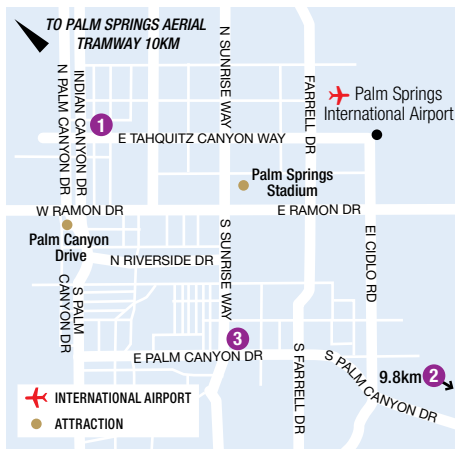 TO PALM SPRINGS AERIAL
TRAMWAY 10KM
N PALM CANYON DR
INDIAN CANYON DR
N SUNRISE WAY
FARRELL DR
1
Palm Springs
International Airport
E TAHQUITZ CANYON WAY
Palm Springs
Stadium
W RAMON DR
E RAMON DR
Palm Canyon
Drive
N RIVERSIDE DR
S SUNRISE WAY
EI CIDLO RD
S PALM
CANYON DR
3
E PALM CANYON DR
S FARRELL DR
S PALM CANYON DR
9.8km 2
INTERNATIONAL AIRPORT
ATTRACTION